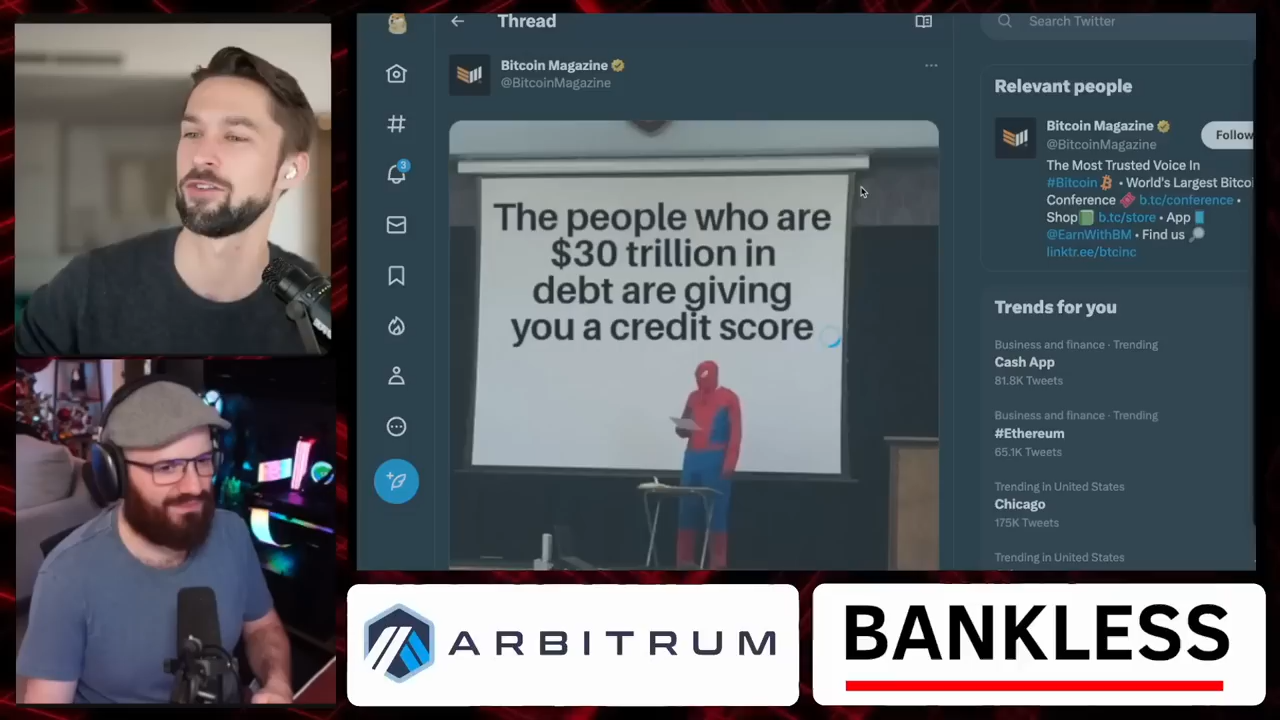 Thread
Search Twitter
Bitcoin Magazine
@BitcoinMagazine
The people who are
$30 trillion in
debt are giving
you a credit score
Relevant people
Bitcoin Magazine
@BitcoinMagazine
Follow
The Most Trusted Voice In
#Bitcoin • World's Largest Bitcoi
Conference b.tc/conference •
Shop b.tc/store • App
@EarnWithBM • Find us
linktr.ee/btcinc
Trends for you
Business and finance · Trending
Cash App
81.8K Tweets
Business and finance · Trending
#Ethereum
65.1K Tweets
Trending in United States
Chicago
175K Tweets
Trending in United States
3
ARBITRUM
BANKLESS